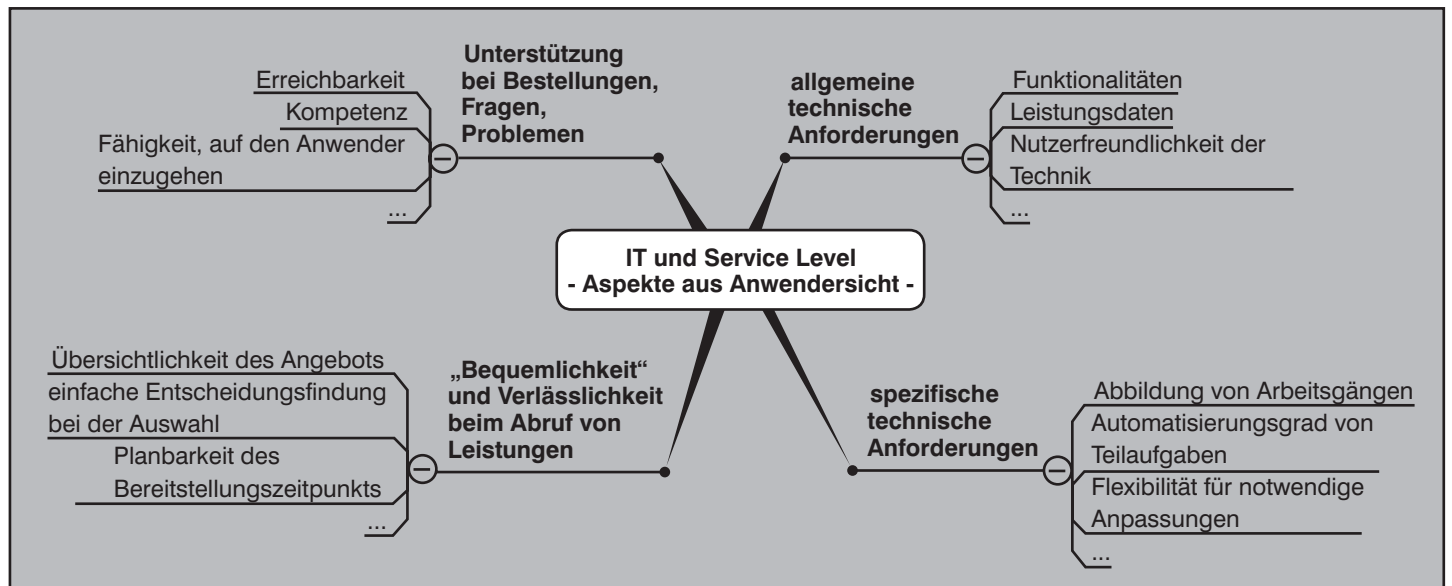 Unterstützung
bei Bestellungen,
Fragen,
Problemen
Erreichbarkeit
Kompetenz
Fähigkeit, auf den Anwender
einzugehen
...
allgemeine
technische
Anforderungen
Funktionalitäten
Leistungsdaten
Nutzerfreundlichkeit der
Technik
...
IT und Service Level
- Aspekte aus Anwendersicht -
„Bequemlichkeit“
und Verlässlichkeit
beim Abruf von
Leistungen
Übersichtlichkeit des Angebots
einfache Entscheidungsfindung
bei der Auswahl
Planbarkeit des
Bereitstellungszeitpunkts
...
spezifische
technische
Anforderungen
Abbildung von Arbeitsgängen
Automatisierungsgrad von
Teilaufgaben
Flexibilität für notwendige
Anpassungen
...